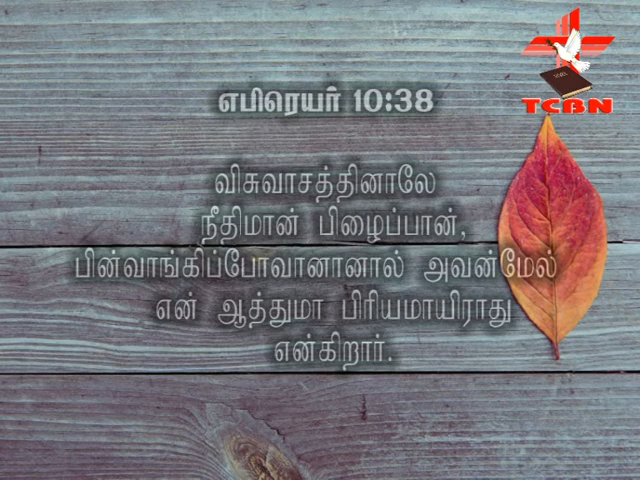 TCBN
எபிரெயர் 10:38
விசுவாசத்தினாலே
நீதிமான் பிழைப்பான்,
பின்வாங்கிப்போவானானால் அவன்மேல்
என் ஆத்துமா பிரியமாயிராது
என்கிறார்.